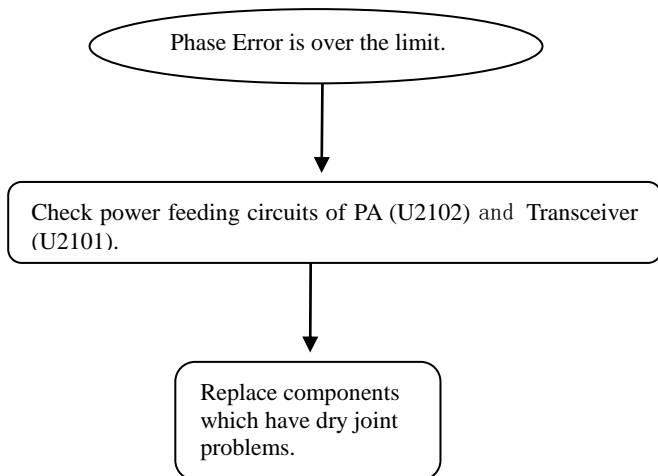 Phase Error is over the limit.
Check power feeding circuits of PA (U2102) and Transceiver
(U2101).
Replace components
which have dry joint
problems.